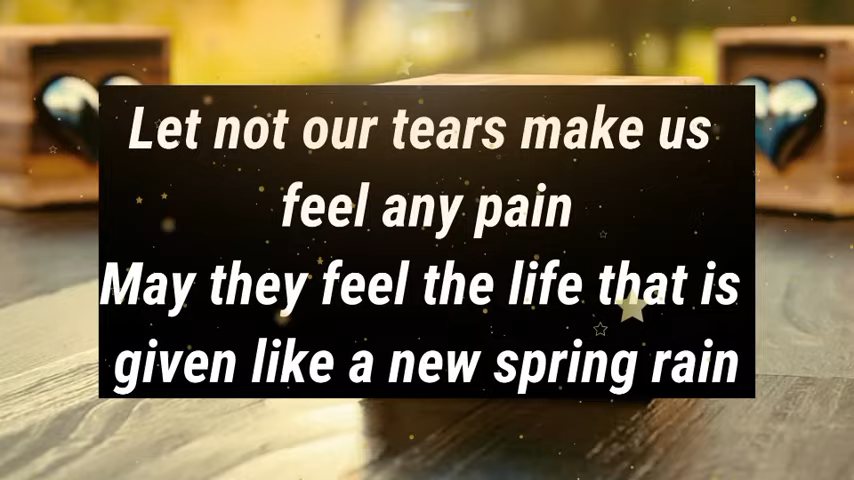 Let not our tears make us
feel any pain
May they feel the life that is
given like a new spring rain